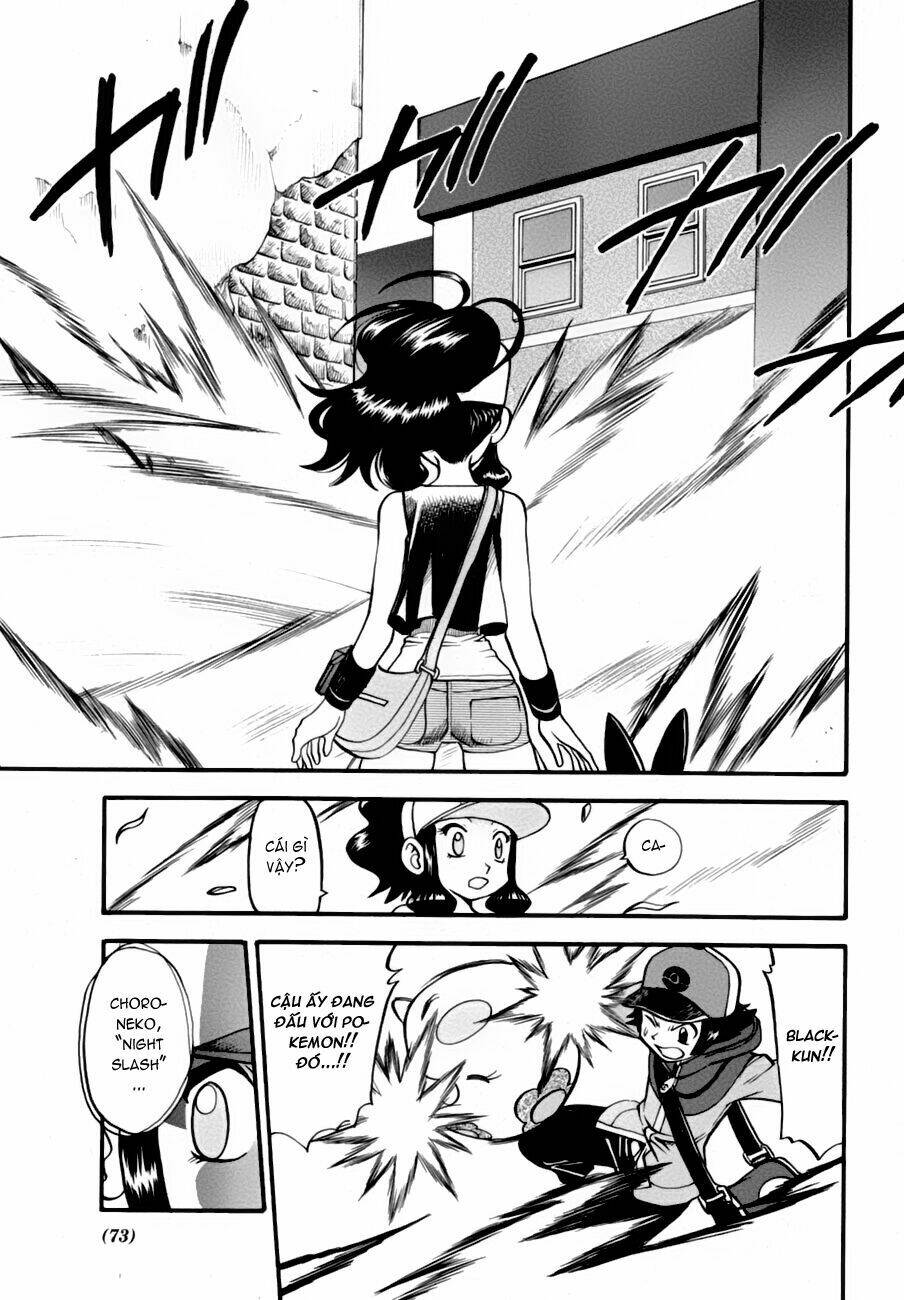 ガ
ガ
ガ
ガ
CA-
CÁI GÌ
VẬY?
BLACK-
KUN!!
CẬU ẤY ĐANG
ĐẤU VỚI PO-
KEMON!!
ĐÓ...!!
CHORO-
NEKO,
"NIGHT
SLASH"
...
(73)